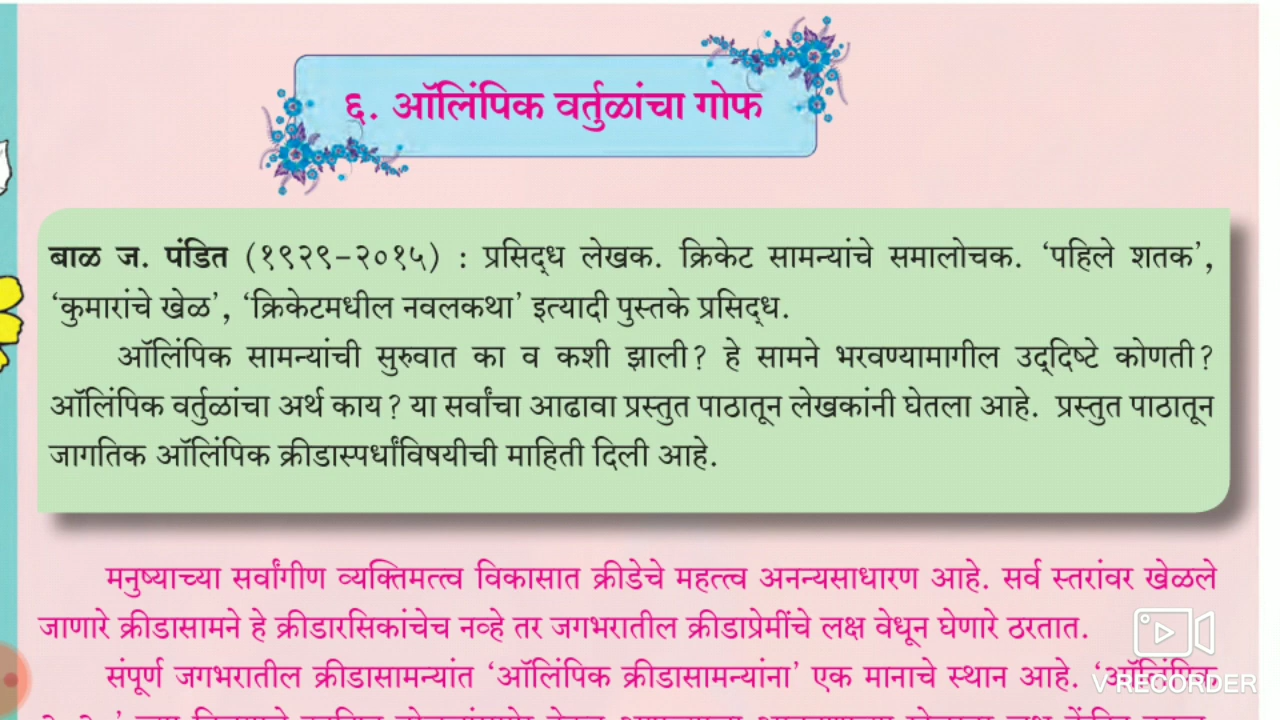 ६. ऑलिंपिक वर्तुळांचा गोफ
बाळ ज. पंडित (१९२९-२०१५) : प्रसिद्ध लेखक. क्रिकेट सामन्यांचे समालोचक. ‘पहिले शतक’,
‘कुमारांचे खेळ’, ‘क्रिकेटमधील नवलकथा’ इत्यादी पुस्तके प्रसिद्ध.
ऑलिंपिक सामन्यांची सुरुवात का व कशी झाली? हे सामने भरवण्यामागील उद्दिष्टे कोणती?
ऑलिंपिक वर्तुळांचा अर्थ काय? या सर्वांचा आढावा प्रस्तुत पाठातून लेखकांनी घेतला आहे. प्रस्तुत पाठातून
जागतिक ऑलिंपिक क्रीडास्पर्धांविषयीची माहिती दिली आहे.
मनुष्याच्या सर्वांगीण व्यक्तिमत्त्व विकासात क्रीडेचे महत्त्व अनन्यसाधारण आहे. सर्व स्तरांवर खेळले
जाणारे क्रीडासामने हे क्रीडारसिकांचेच नव्हे तर जगभरातील क्रीडाप्रेमींचे लक्ष वेधून घेणारे ठरतात.
संपूर्ण जगभरातील क्रीडासामन्यांत ‘ऑलिंपिक क्रीडासामन्यांना’ एक मानाचे स्थान आहे. ‘ऑलिंपिक
V RECORDER